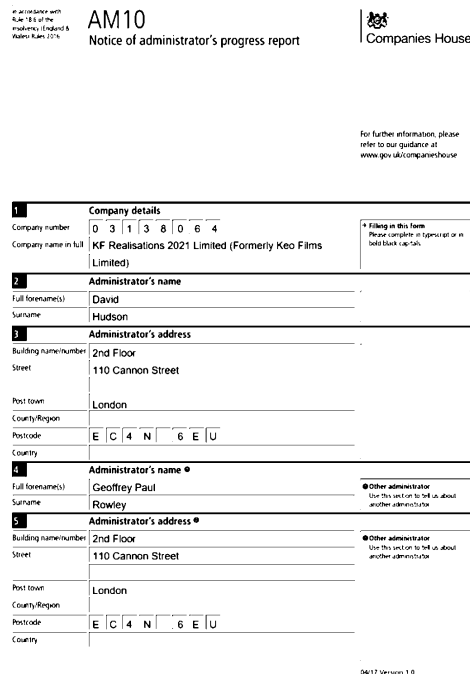 In accordance with
Rule 18.6 of the
Insolvency (England &
Wales) Rules 2016
AM10
Notice of administrator's progress report
Companies House
For further information, please
refer to our guidance at
www.gov.uk/companieshouse
1 Company details
Company number 0 3 1 3 8 0 6 4
Company name in full KF Realisations 2021 Limited (Formerly Keo Films
Limited)
→ Filling in this form
Please complete in typescript or in
bold black capitals
2 Administrator's name
Full forename(s) David
Surname Hudson
3 Administrator's address
Building name/number 2nd Floor
Street 110 Cannon Street
Post town London
County/Region
Postcode E C 4 N 6 E U
Country
4 Administrator's name ❶
Full forename(s) Geoffrey Paul
Surname Rowley
❶ Other administrator
Use this section to tell us about
another administrator
5 Administrator's address ❷
Building name/number 2nd Floor
Street 110 Cannon Street
Post town London
County/Region
Postcode E C 4 N 6 E U
Country
❷ Other administrator
Use this section to tell us about
another administrator
04/17 Version 1.0